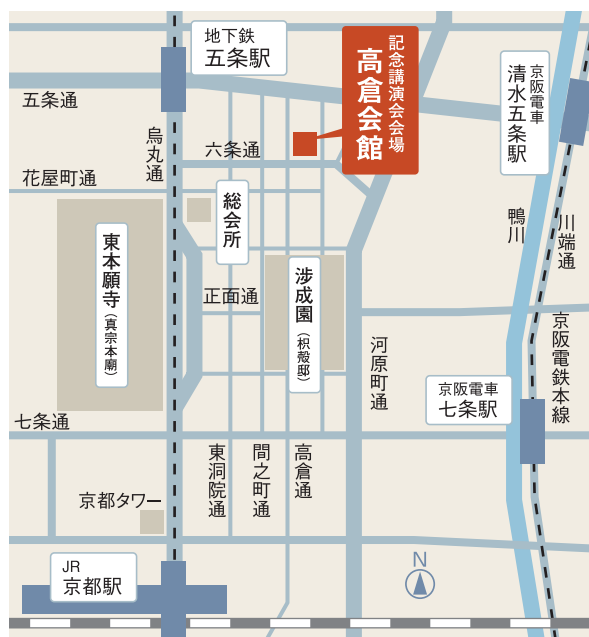 地下鉄
五条駅
記念講演会会場
高倉会館
京阪電車
清水五条駅
五条通
烏丸通
六条通
花屋町通
総会所
鴨川
川端通
東本願寺
（真宗本廟）
渉成園
（枳殻邸）
正面通
京阪電鉄本線
河原町通
京阪電車
七条駅
七条通
東洞院通
間之町通
高倉通
京都タワー
JR
京都駅
N